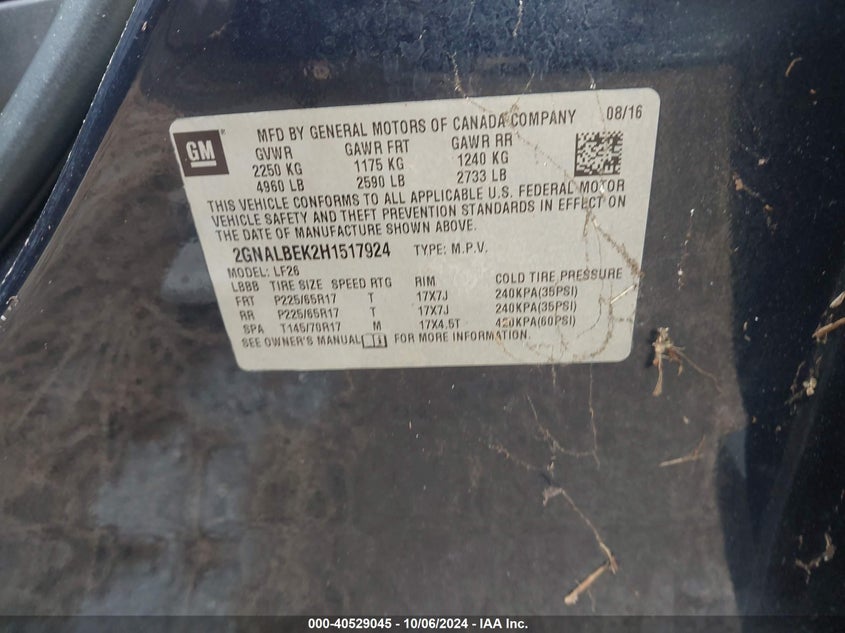 GM
MFD BY GENERAL MOTORS OF CANADA COMPANY 08/16
GVWR GAWR FRT GAWR RR
2250 KG 1175 KG 1240 KG
4960 LB 2590 LB 2733 LB
THIS VEHICLE CONFORMS TO ALL APPLICABLE U.S. FEDERAL MOTOR
VEHICLE SAFETY AND THEFT PREVENTION STANDARDS IN EFFECT ON
THE DATE OF MANUFACTURE SHOWN ABOVE.
2GNALBEK2H1517924 TYPE: M.P.V.
MODEL: LF26
LBBB TIRE SIZE SPEED RTG RIM COLD TIRE PRESSURE
FRT P225/65R17 T 17X7J 240KPA(35PSI)
RR P225/65R17 T 17X7J 240KPA(35PSI)
SPA T145/70R17 M 17X4.5T 420KPA(60PSI)
SEE OWNER'S MANUAL FOR MORE INFORMATION.
000-40529045 - 10/06/2024 - IAA Inc.